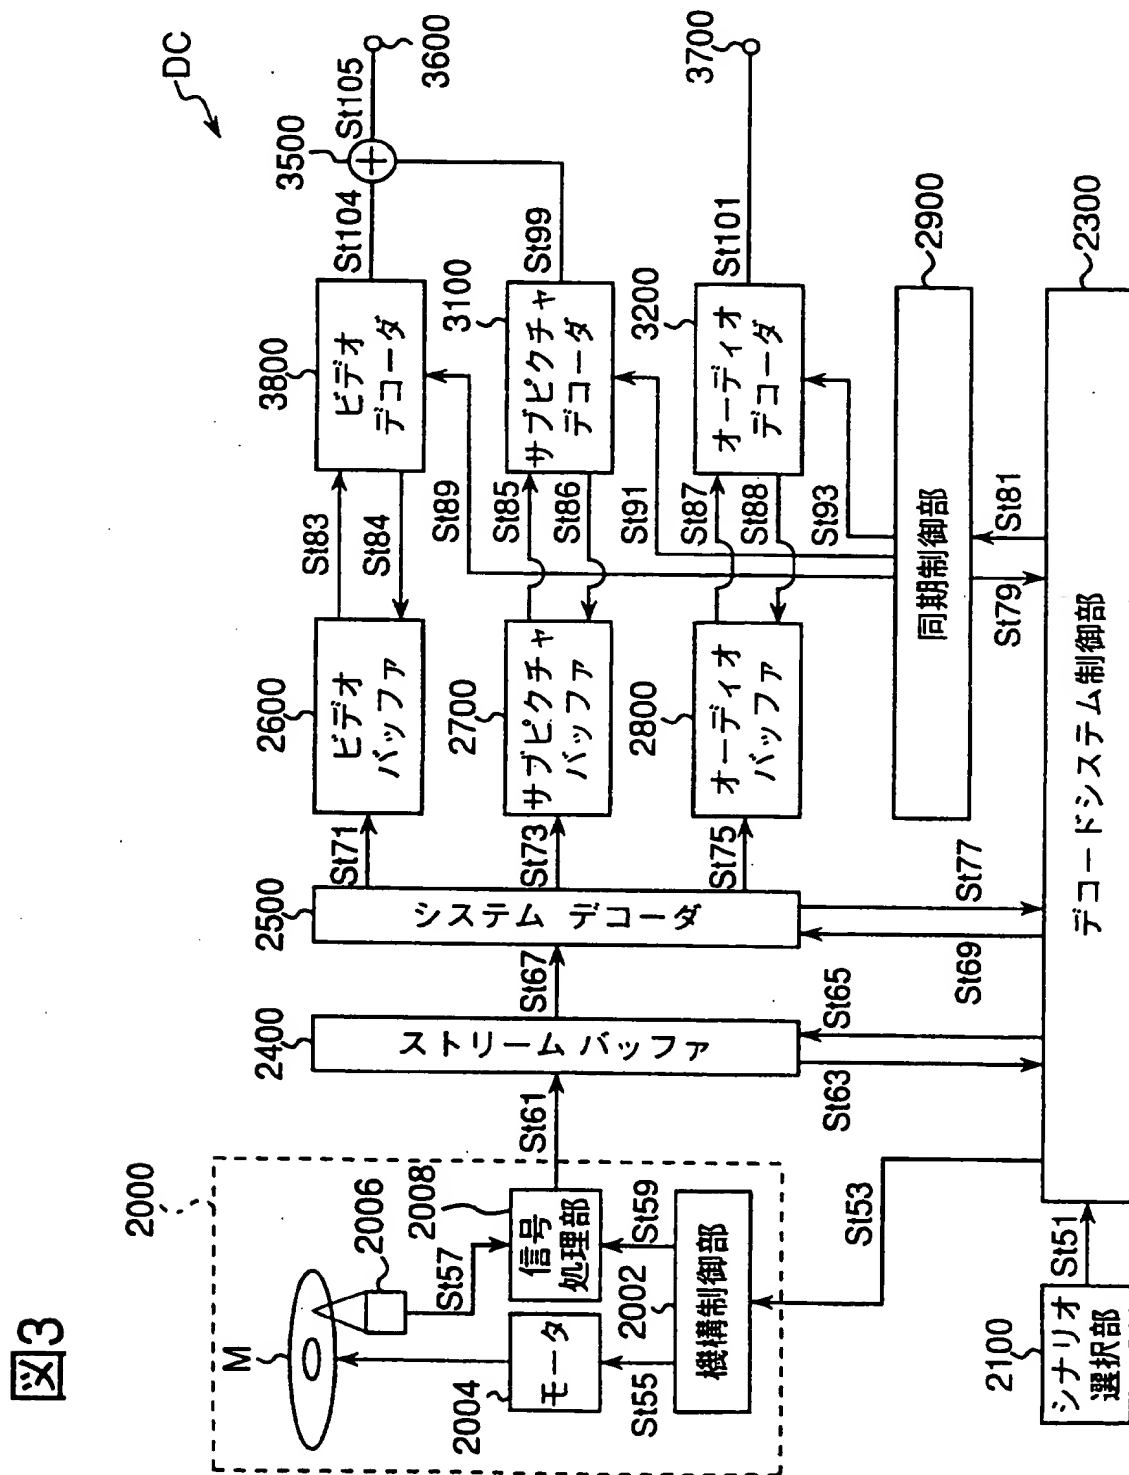 図3
DC
2000
M
2006
2008
St57
信号
処理部
2004
モータ
2002
St55
St59
機構制御部
St61
2400
ストリーム バッファ
St63
St65
St67
2500
システム デコーダ
St69
St77
St71
St73
St75
2600
ビデオ
バッファ
2700
サブピクチャ
バッファ
2800
オーディオ
バッファ
St83
St84
St89
St85
St86
St91
St87
St88
St93
3800
ビデオ
デコーダ
3100
サブピクチャ
デコーダ
3200
オーディオ
デコーダ
St104
3500
St105
3600
St99
St101
3700
2900
同期制御部
St79
St81
2300
デコードシステム制御部
St53
St51
2100
シナリオ
選択部